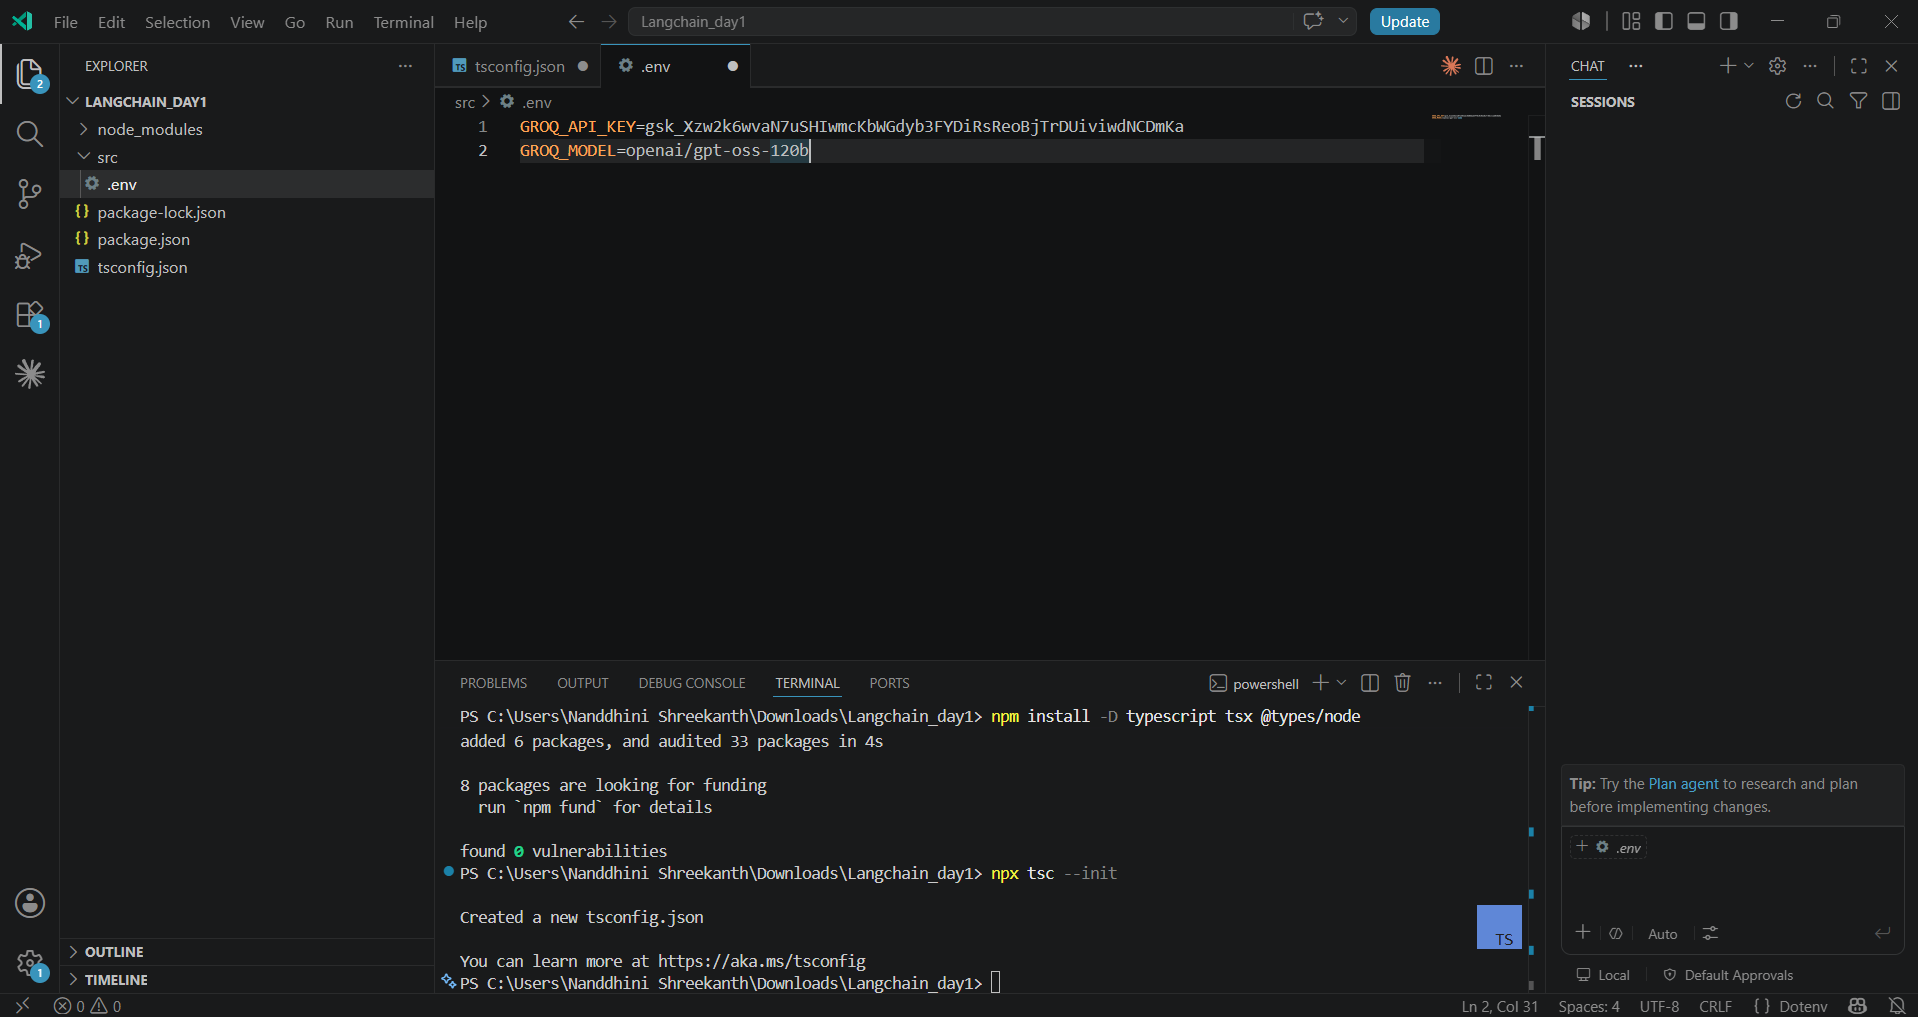 File Edit Selection View Go Run Terminal Help
Langchain_day1
Update
EXPLORER
LANGCHAIN_DAY1
node_modules
src
.env
package-lock.json
package.json
tsconfig.json
OUTLINE
TIMELINE
2
1
1
tsconfig.json
.env
src > .env
1 GROQ_API_KEY=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
2 GROQ_MODEL=openai/gpt-oss-120b
PROBLEMS OUTPUT DEBUG CONSOLE TERMINAL PORTS
powershell
PS C:\Users\Nanddhini Shreekanth\Downloads\Langchain_day1> npm install -D typescript tsx @types/node
added 6 packages, and audited 33 packages in 4s
8 packages are looking for funding
run `npm fund` for details
found 0 vulnerabilities
PS C:\Users\Nanddhini Shreekanth\Downloads\Langchain_day1> npx tsc --init
Created a new tsconfig.json
TS
You can learn more at https://aka.ms/tsconfig
PS C:\Users\Nanddhini Shreekanth\Downloads\Langchain_day1>
CHAT
SESSIONS
Tip: Try the Plan agent to research and plan
before implementing changes.
.env
Auto
Local Default Approvals
0 0
Ln 2, Col 31 Spaces: 4 UTF-8 CRLF { } Dotenv